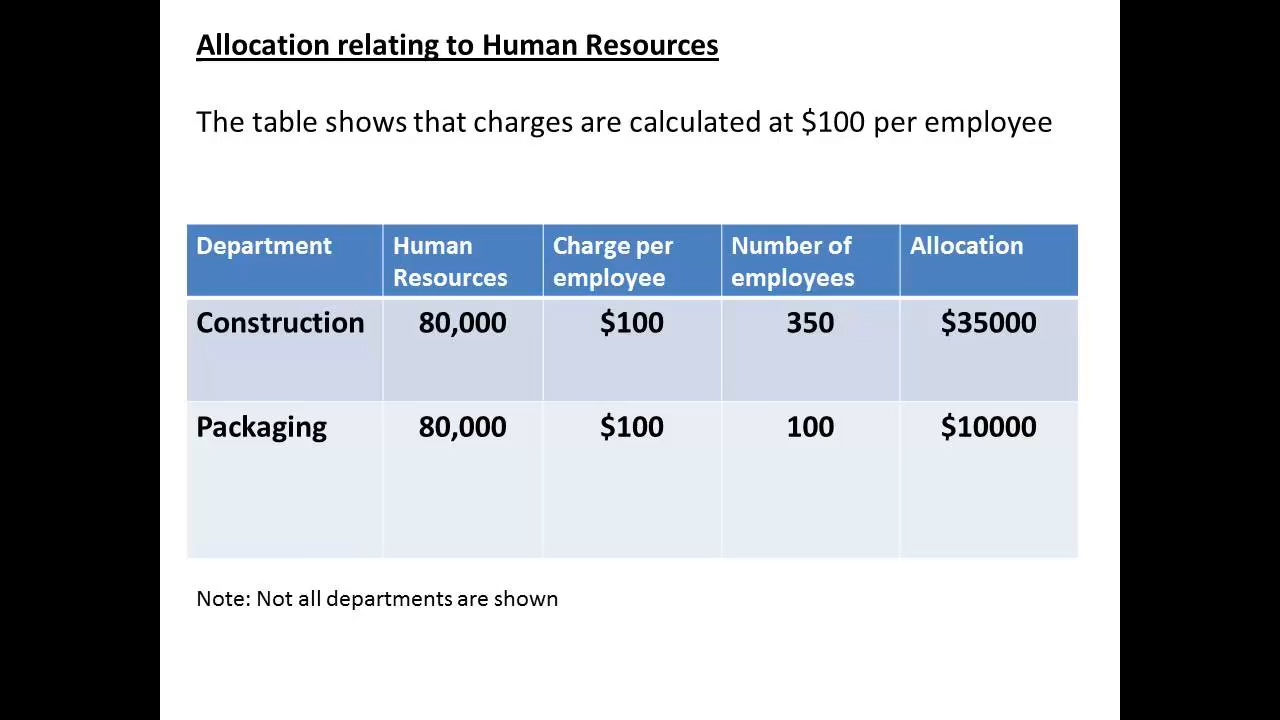 Allocation relating to Human Resources
The table shows that charges are calculated at $100 per employee
Department Human Resources Charge per employee Number of employees Allocation
Construction 80,000 $100 350 $35000
Packaging 80,000 $100 100 $10000
Note: Not all departments are shown